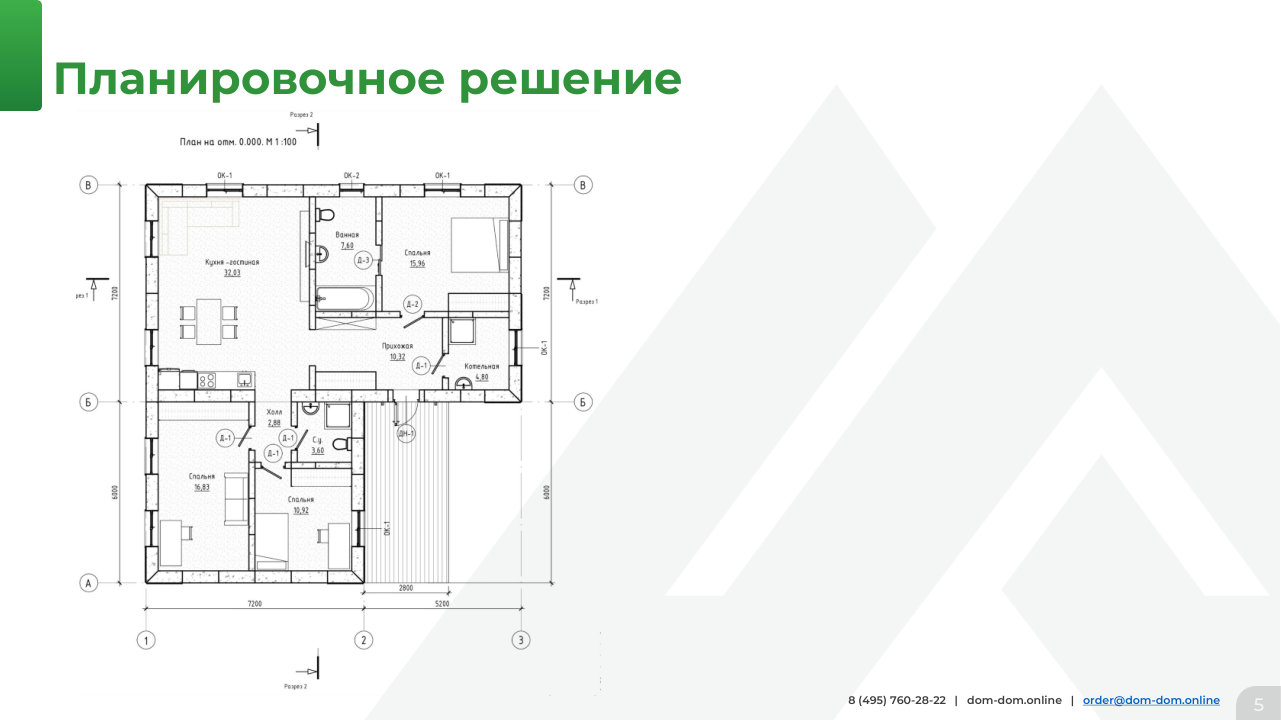 Планировочное решение
Разрез 2
План на отм. 0.000. М 1:100
ОК-1 ОК-2 ОК-1
В В
Ванная
7,60
Д-3
Спальня
15,96
Кухня-гостиная
32,03
7200 7200
рез 1 Разрез 1
Д-2
Прихожая
10,32
Д-1
Котельная
4,80
ОК-1
Б Б
Холл
2,88
Д-1 Д-1
Д-1
С.у.
3,60
ДН-1
Спальня
16,83
Спальня
10,92
6000 6000
ОК-1
А
2800
7200 5200
1 2 3
Разрез 2
8 (495) 760-28-22 | dom-dom.online | order@dom-dom.online
5